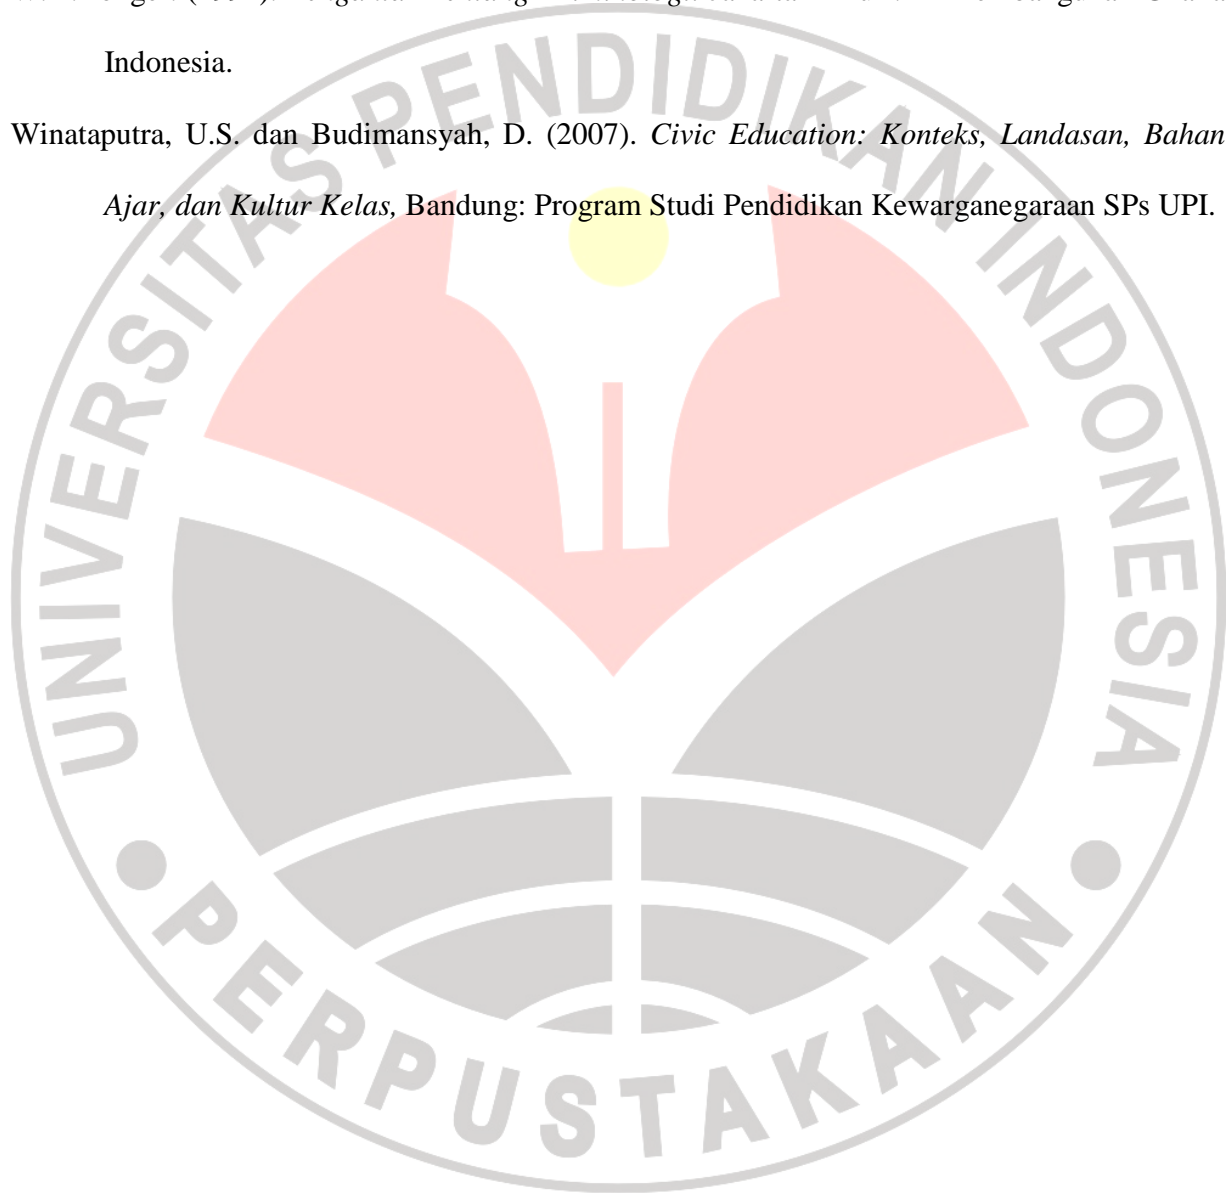 Indonesia.
Winataputra, U.S. dan Budimansyah, D. (2007). Civic Education: Konteks, Landasan, Bahan
Ajar, dan Kultur Kelas, Bandung: Program Studi Pendidikan Kewarganegaraan SPs UPI.
UNIVERSITAS PENDIDIKAN INDONESIA
PERPUSTAKAAN